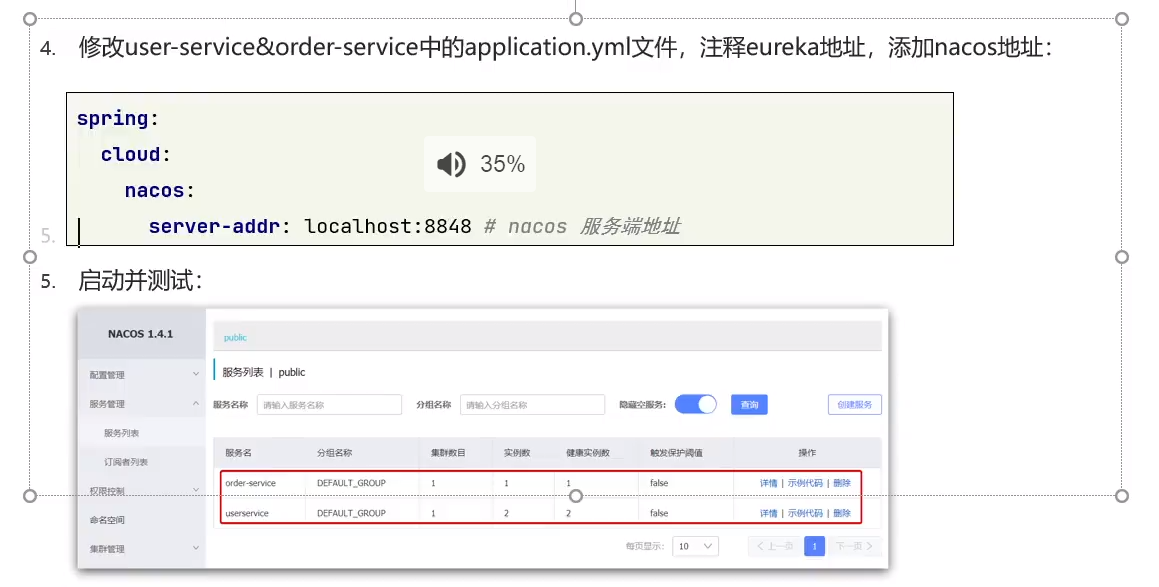 4. 修改user-service&order-service中的application.yml文件，注释eureka地址，添加nacos地址：
spring:
cloud:
35%
nacos:
server-addr: localhost:8848 # nacos 服务端地址
5.
5. 启动并测试：
NACOS 1.4.1
public
配置管理
服务列表 | public
服务管理
服务名称 请输入服务名称 分组名称 请输入分组名称 隐藏空服务: 查询 创建服务
服务列表
服务名 分组名称 集群数目 实例数 健康实例数 触发保护阈值 操作
订阅者列表
order-service DEFAULT_GROUP 1 1 1 false 详情 | 示例代码 | 删除
权限控制
userservice DEFAULT_GROUP 1 2 2 false 详情 | 示例代码 | 删除
命名空间
每页显示: 10 < 上一页 1 下一页 >
集群管理